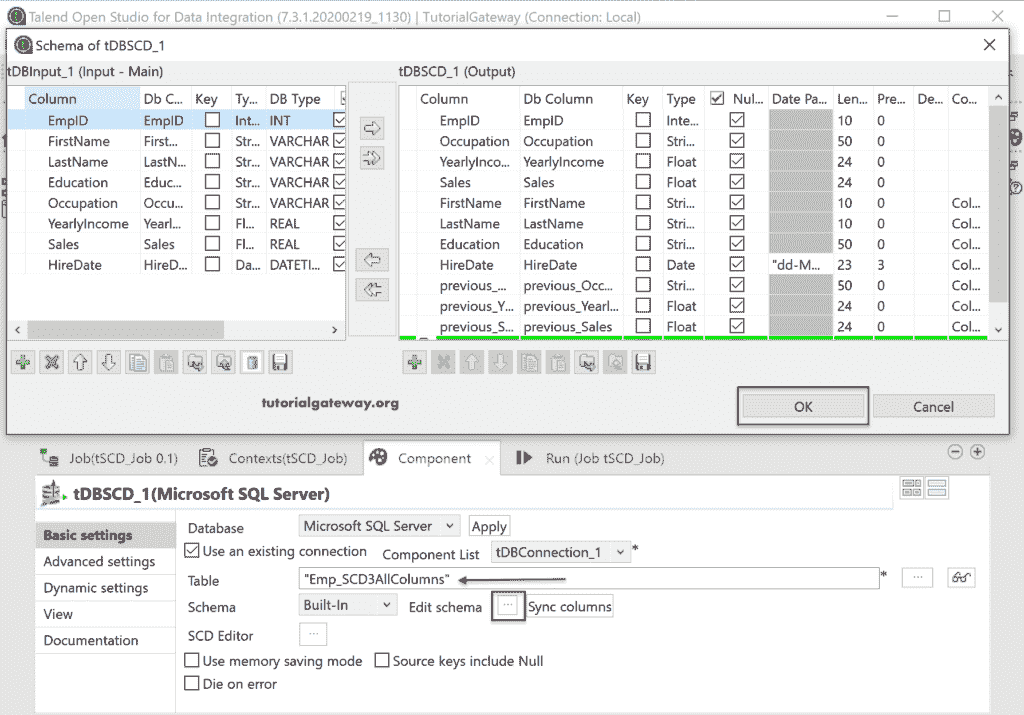 Talend Open Studio for Data Integration (7.3.1.20200219_1130) | TutorialGateway (Connection: Local)
Schema of tDBSCD_1
tDBInput_1 (Input - Main) tDBSCD_1 (Output)
Column Db C... Key Ty... DB Type Column Db Column Key Type Nul... Date Pa... Len... Pre... De... Co...
EmpID EmpID Int... INT EmpID EmpID Inte... 10 0
FirstName First... Str... VARCHAR Occupation Occupation Stri... 50 0
LastName LastN... Str... VARCHAR YearlyInco... YearlyIncome Float 24 0
Education Educ... Str... VARCHAR Sales Sales Float 24 0
Occupation Occu... Str... VARCHAR FirstName FirstName Stri... 10 0 Col...
YearlyIncome Yearl... Fl... REAL LastName LastName Stri... 10 0 Col...
Sales Sales Fl... REAL Education Education Stri... 50 0 Col...
HireDate HireD... Da... DATETI... HireDate HireDate Date "dd-M... 23 3 Col...
previous_... previous_Occ... Stri... 50 0 Col...
previous_Y... previous_Yearl... Float 24 0 Col...
previous_S... previous_Sales Float 24 0 Col...
tutorialgateway.org
OK Cancel
Job(tSCD_Job 0.1) Contexts(tSCD_Job) Component Run (Job tSCD_Job)
tDBSCD_1(Microsoft SQL Server)
Basic settings
Advanced settings
Dynamic settings
View
Documentation
Database Microsoft SQL Server Apply
Use an existing connection Component List tDBConnection_1 *
Table "Emp_SCD3AllColumns" * ...
Schema Built-In Edit schema ... Sync columns
SCD Editor ...
Use memory saving mode Source keys include Null
Die on error